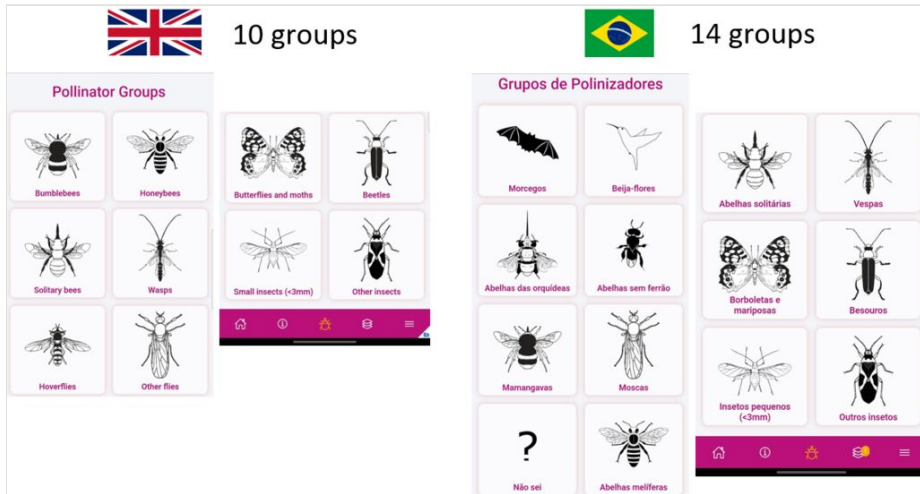 10 groups
14 groups
Pollinator Groups
Bumblebees
Honeybees
Solitary bees
Wasps
Hoverflies
Other flies
Butterflies and moths
Beetles
Small insects (<3mm)
Other insects
Grupos de Polinizadores
Morcegos
Beija-flores
Abelhas das orquídeas
Abelhas sem ferrão
Mamangavas
Moscas
?
Não sei
Abelhas melíferas
Abelhas solitárias
Vespas
Borboletas e
mariposas
Besouros
Insetos pequenos
(<3mm)
Outros insetos